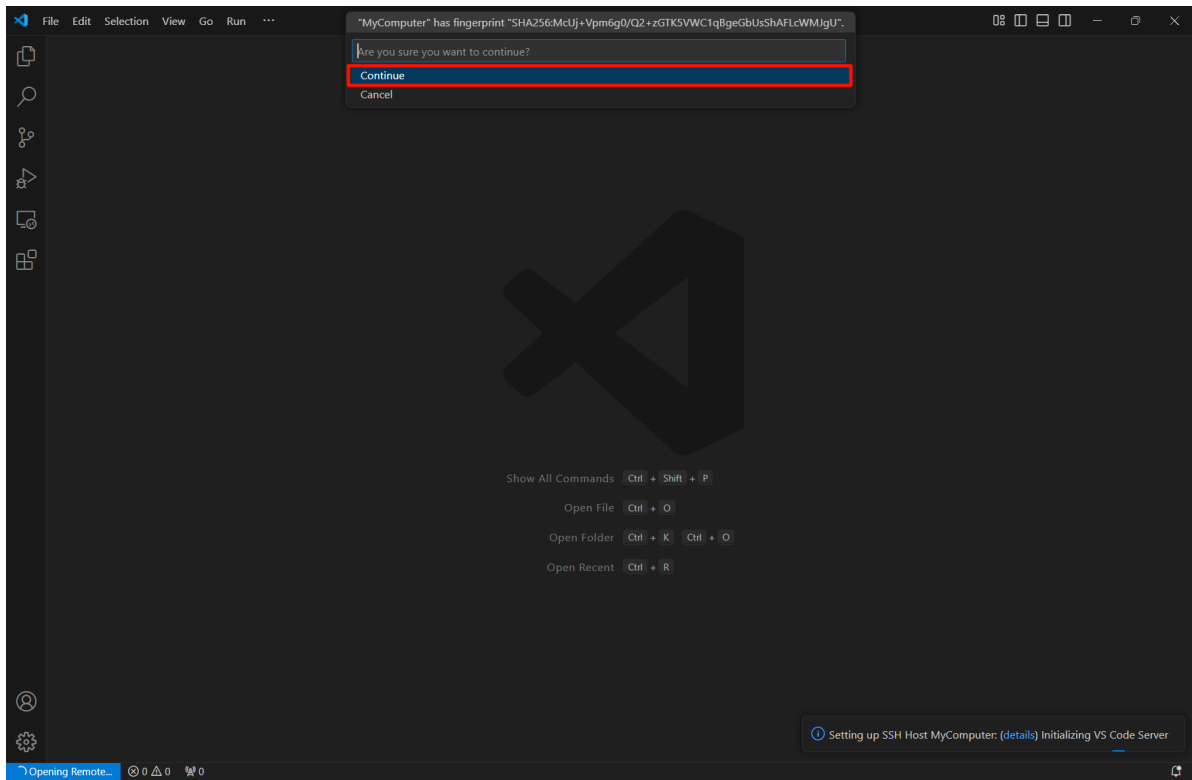 File Edit Selection View Go Run ···
"MyComputer" has fingerprint "SHA256:McUj+Vpm6g0/Q2+zGTK5VWC1qBgeGbUsShAFLcWMJgU".
Are you sure you want to continue?
Continue
Cancel
Show All Commands Ctrl + Shift + P
Open File Ctrl + O
Open Folder Ctrl + K Ctrl + O
Open Recent Ctrl + R
Setting up SSH Host MyComputer: (details) Initializing VS Code Server
Opening Remote... 0 0 0